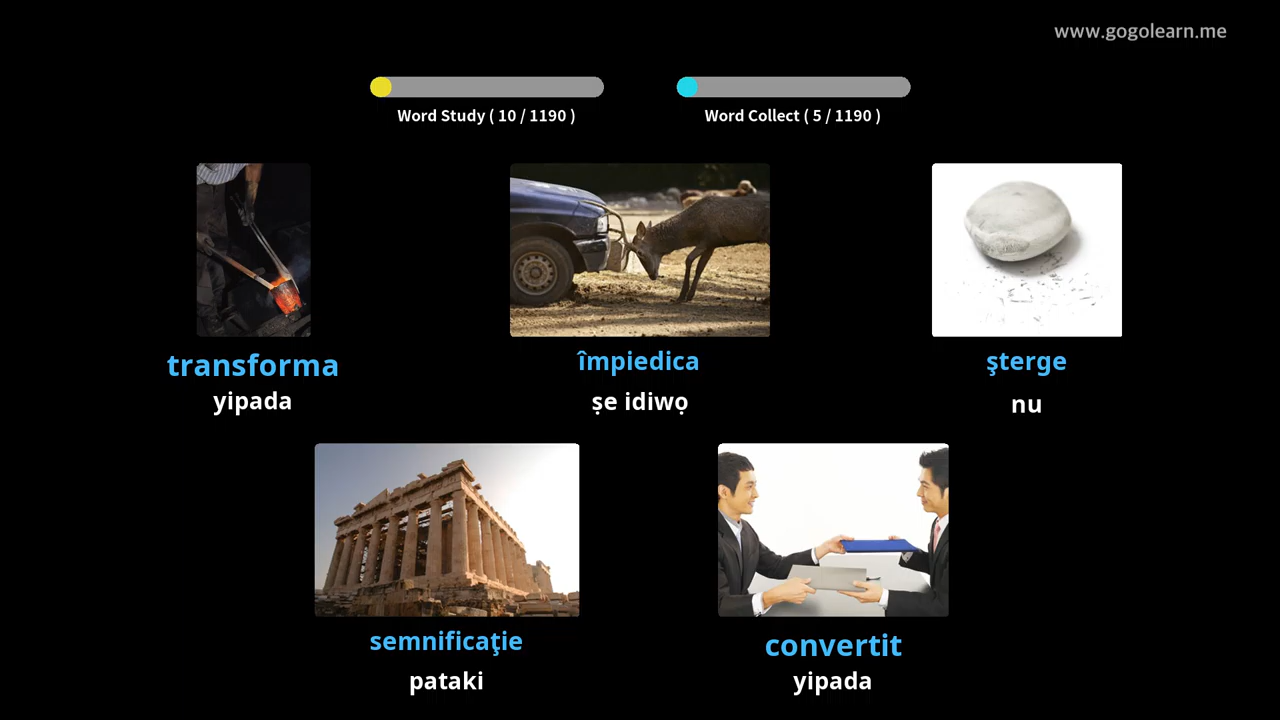 www.gogolearn.me
Word Study ( 10 / 1190 )
Word Collect ( 5 / 1190 )
transforma
yipada
împiedica
ṣe idiwọ
şterge
nu
semnificaţie
pataki
convertit
yipada